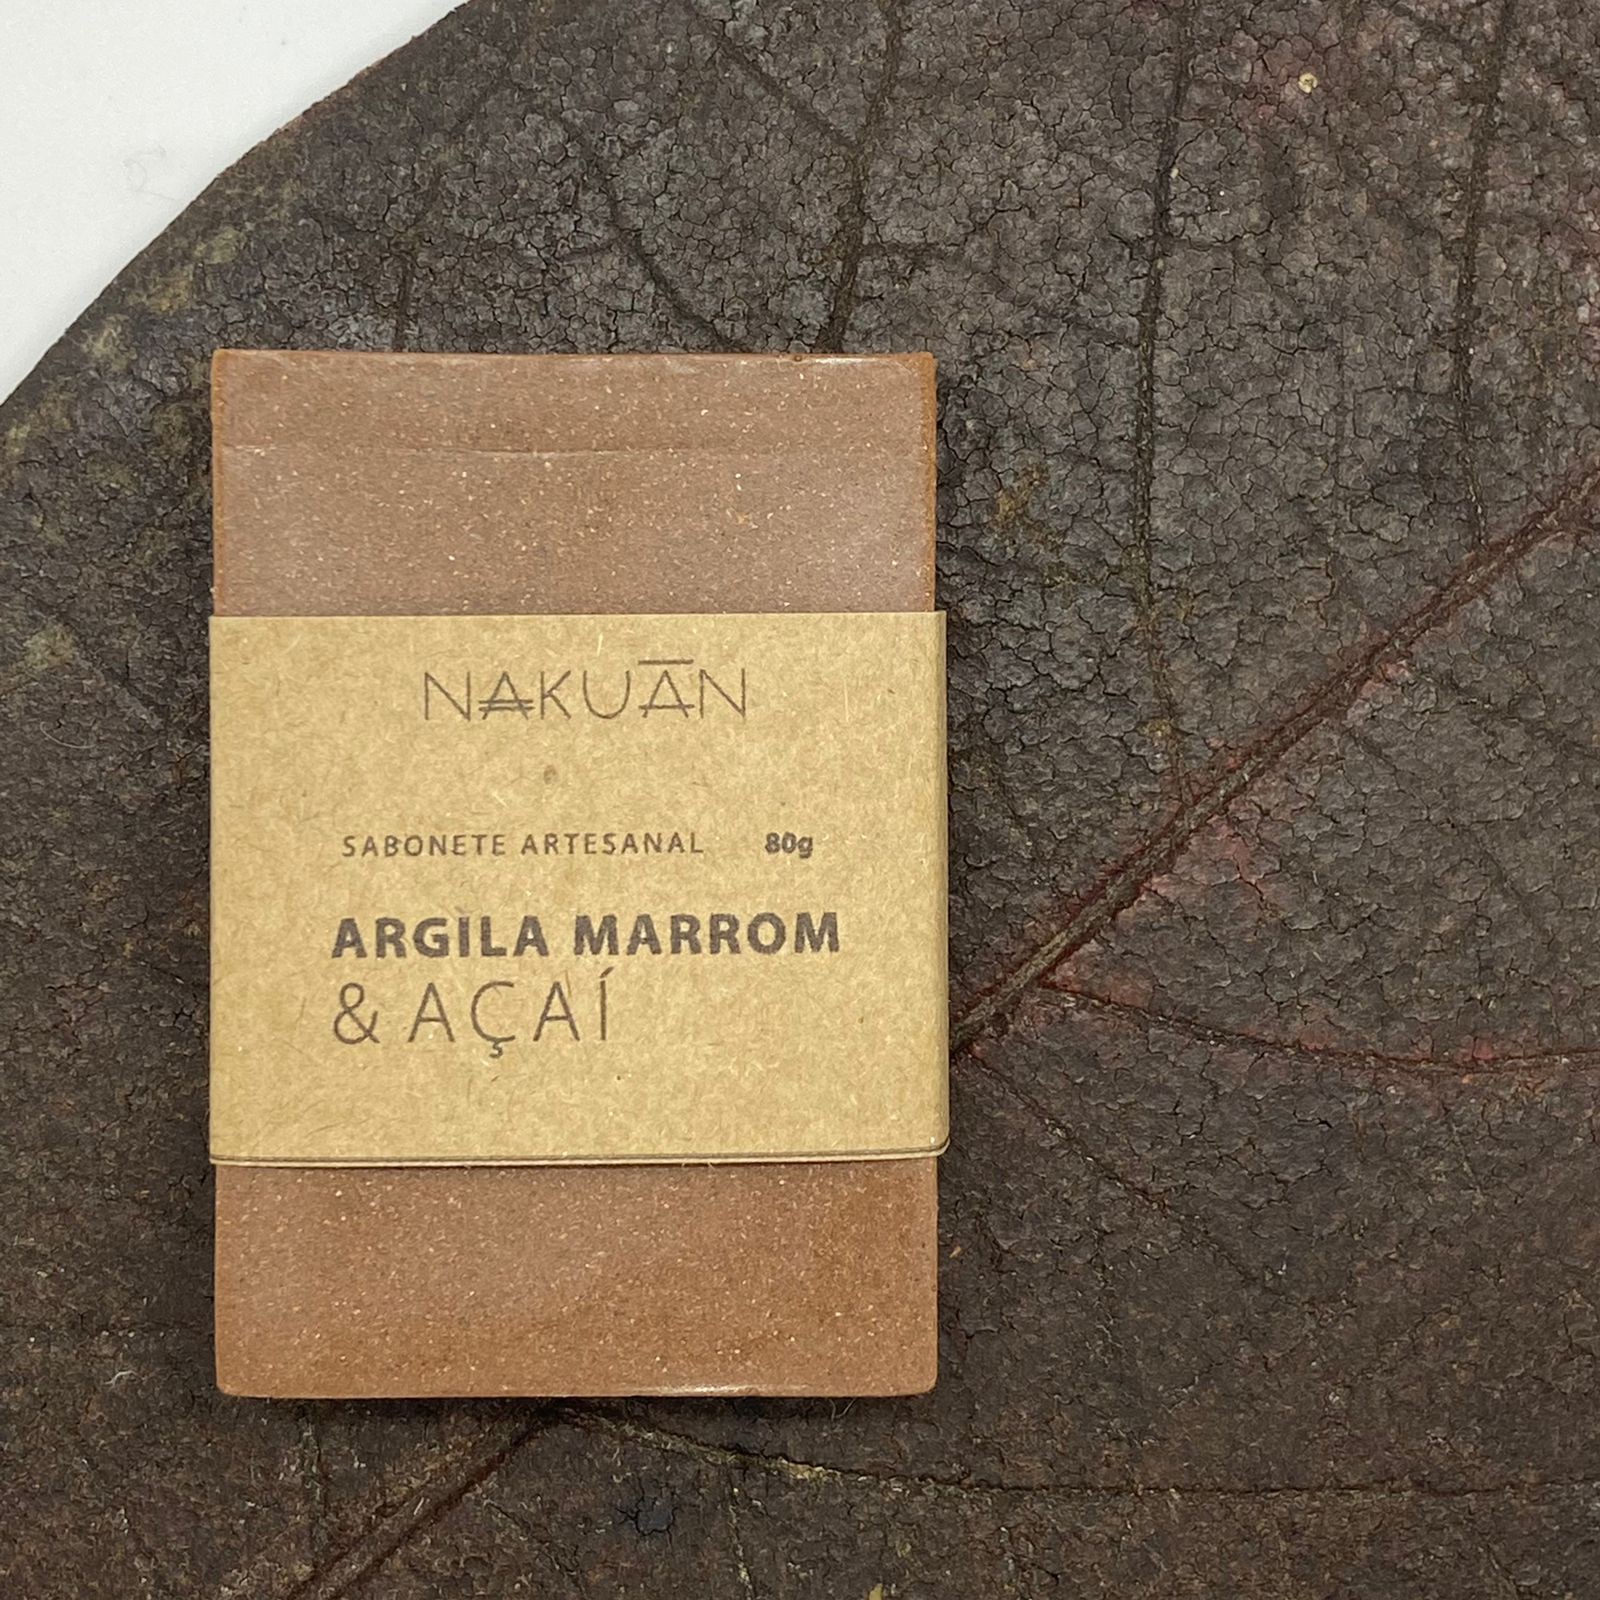 NAKUĀN
SABONETE ARTESANAL 80g
ARGILA MARROM
& AÇAÍ